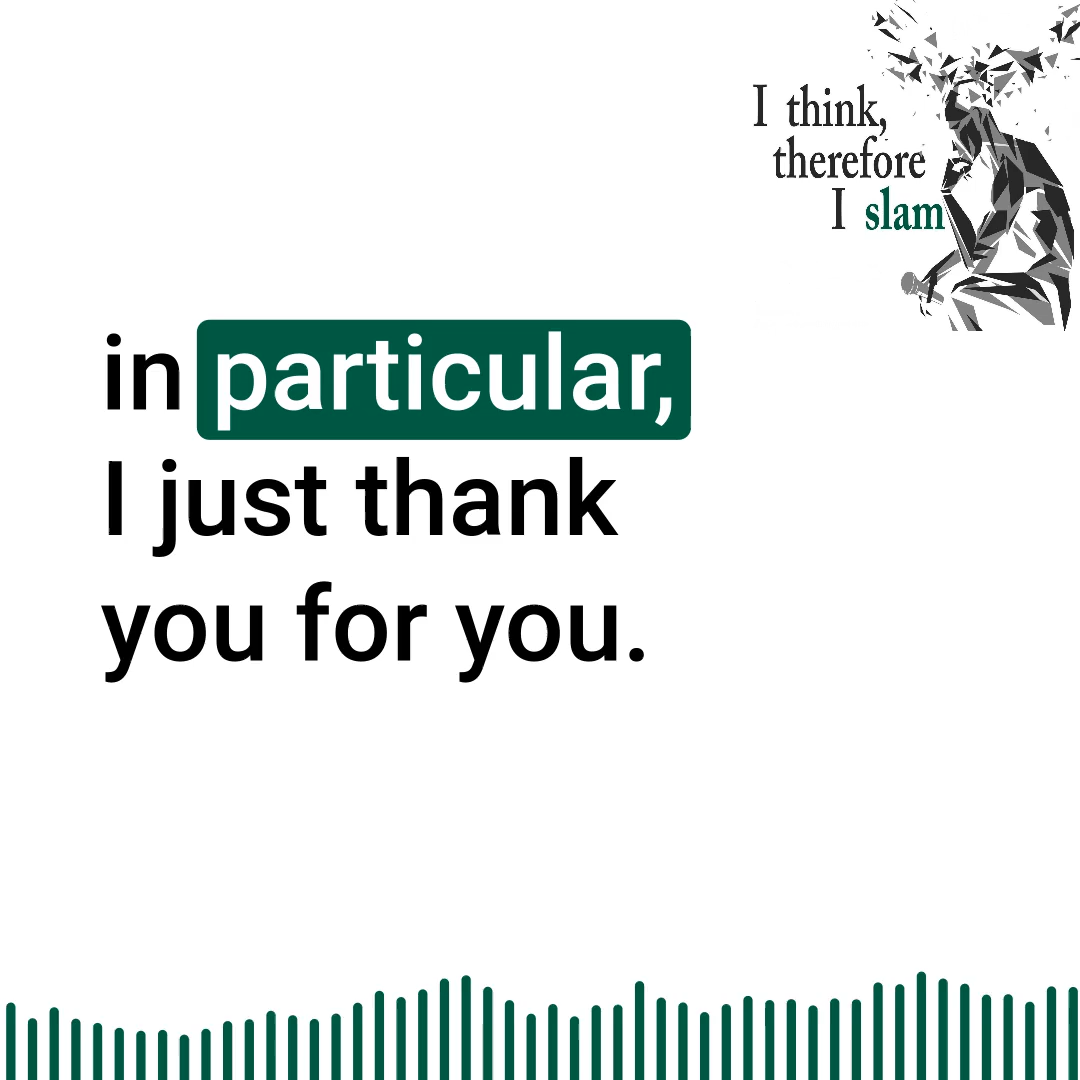 I think,
therefore
I slam
in particular,
I just thank
you for you.